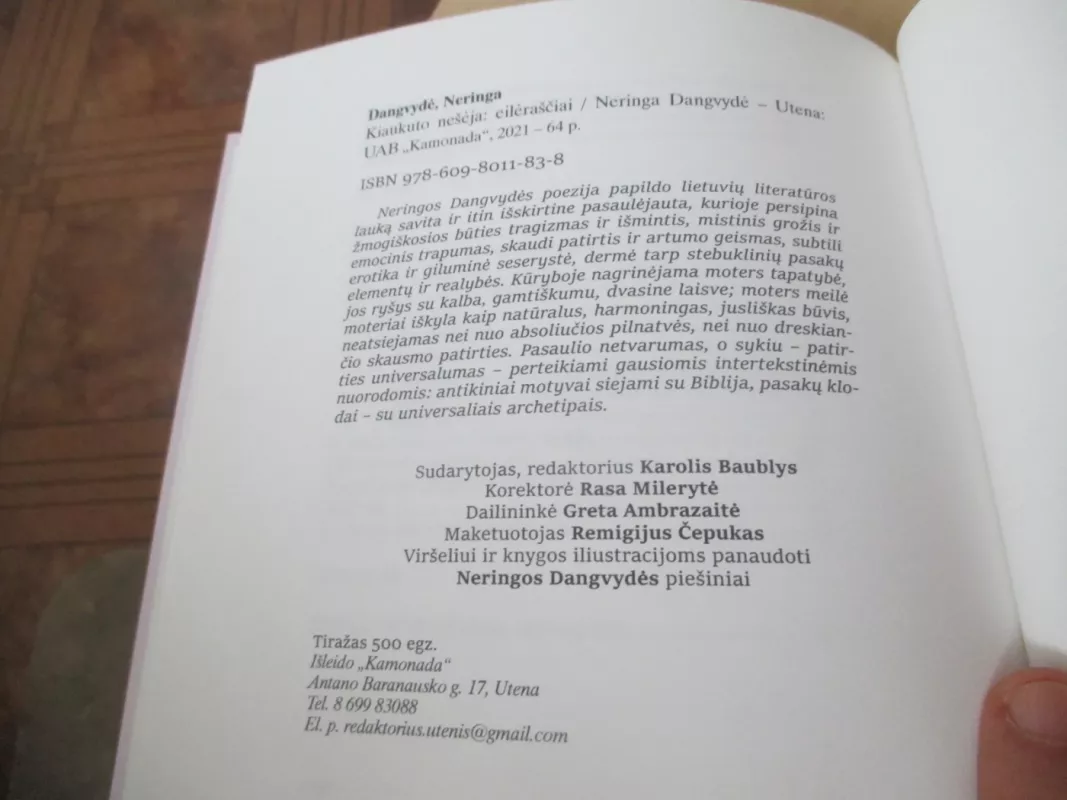 Dangvydė, Neringa
Kiaukuto nešėja: eilėraščiai / Neringa Dangvydė – Utena:
UAB „Kamonada“, 2021 – 64 p.
ISBN 978-609-8011-83-8
Neringos Dangvydės poezija papildo lietuvių literatūros
lauką savita ir itin išskirtine pasaulėjauta, kurioje persipina
žmogiškosios būties tragizmas ir išmintis, mistinis grožis ir
emocinis trapumas, skaudi patirtis ir artumo geismas, subtili
erotika ir giluminė seserystė, dermė tarp stebuklinių pasakų
elementų ir realybės. Kūryboje nagrinėjama moters tapatybė,
jos ryšys su kalba, gamtiškumu, dvasine laisve; moters meilė
moteriai iškyla kaip natūralus, harmoningas, jusliškas būvis,
neatsiejamas nei nuo absoliučios pilnatvės, nei nuo dreskian-
čio skausmo patirties. Pasaulio netvarumas, o sykiu – patir-
ties universalumas – perteikiami gausiomis intertekstinėmis
nuorodomis: antikiniai motyvai siejami su Biblija, pasakų klo-
dai – su universaliais archetipais.
Sudarytojas, redaktorius Karolis Baublys
Korektorė Rasa Milerytė
Dailininkė Greta Ambrazaitė
Maketuotojas Remigijus Čepukas
Viršeliui ir knygos iliustracijoms panaudoti
Neringos Dangvydės piešiniai
Tiražas 500 egz.
Išleido „Kamonada“
Antano Baranausko g. 17, Utena
Tel. 8 699 83088
El. p. redaktorius.utenis@gmail.com